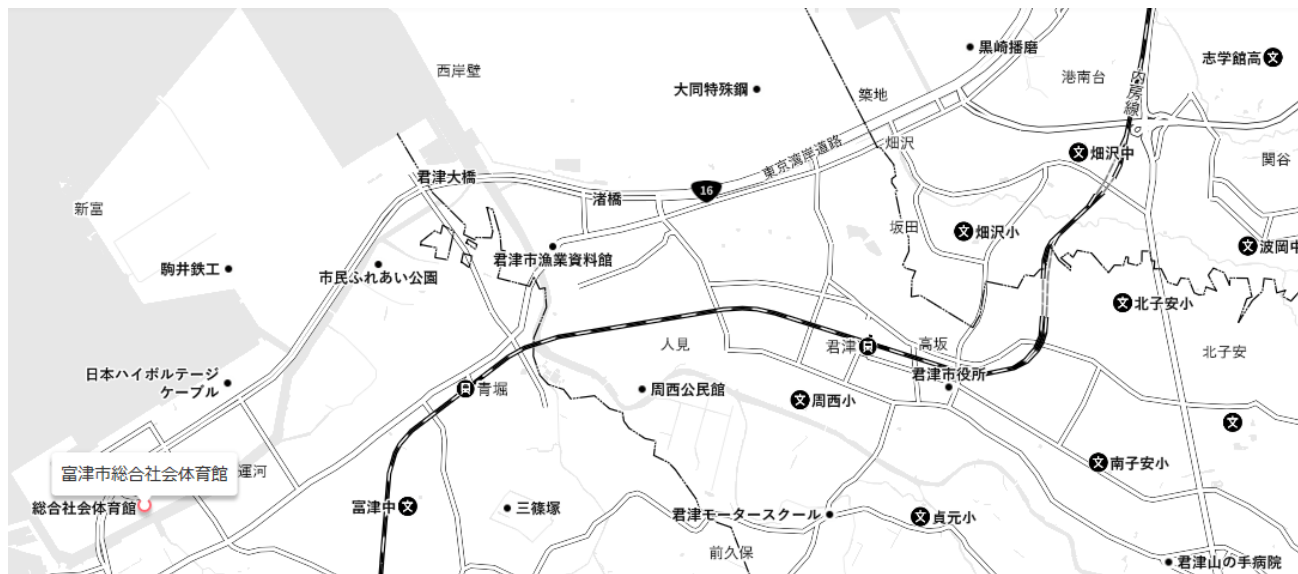 黒崎播磨
志学館高
西岸壁
港南台
大同特殊鋼
築地
内房線
東京湾岸道路
畑沢
畑沢中
関谷
君津大橋
16
渚橋
新富
坂田
畑沢小
波岡中
君津市漁業資料館
駒井鉄工
市民ふれあい公園
北子安小
人見
君津
高坂
北子安
日本ハイボルテージ
ケーブル
君津市役所
青堀
周西公民館
周西小
運河
富津市総合社会体育館
南子安小
総合社会体育館
富津中
三篠塚
君津モータースクール
貞元小
前久保
君津山の手病院